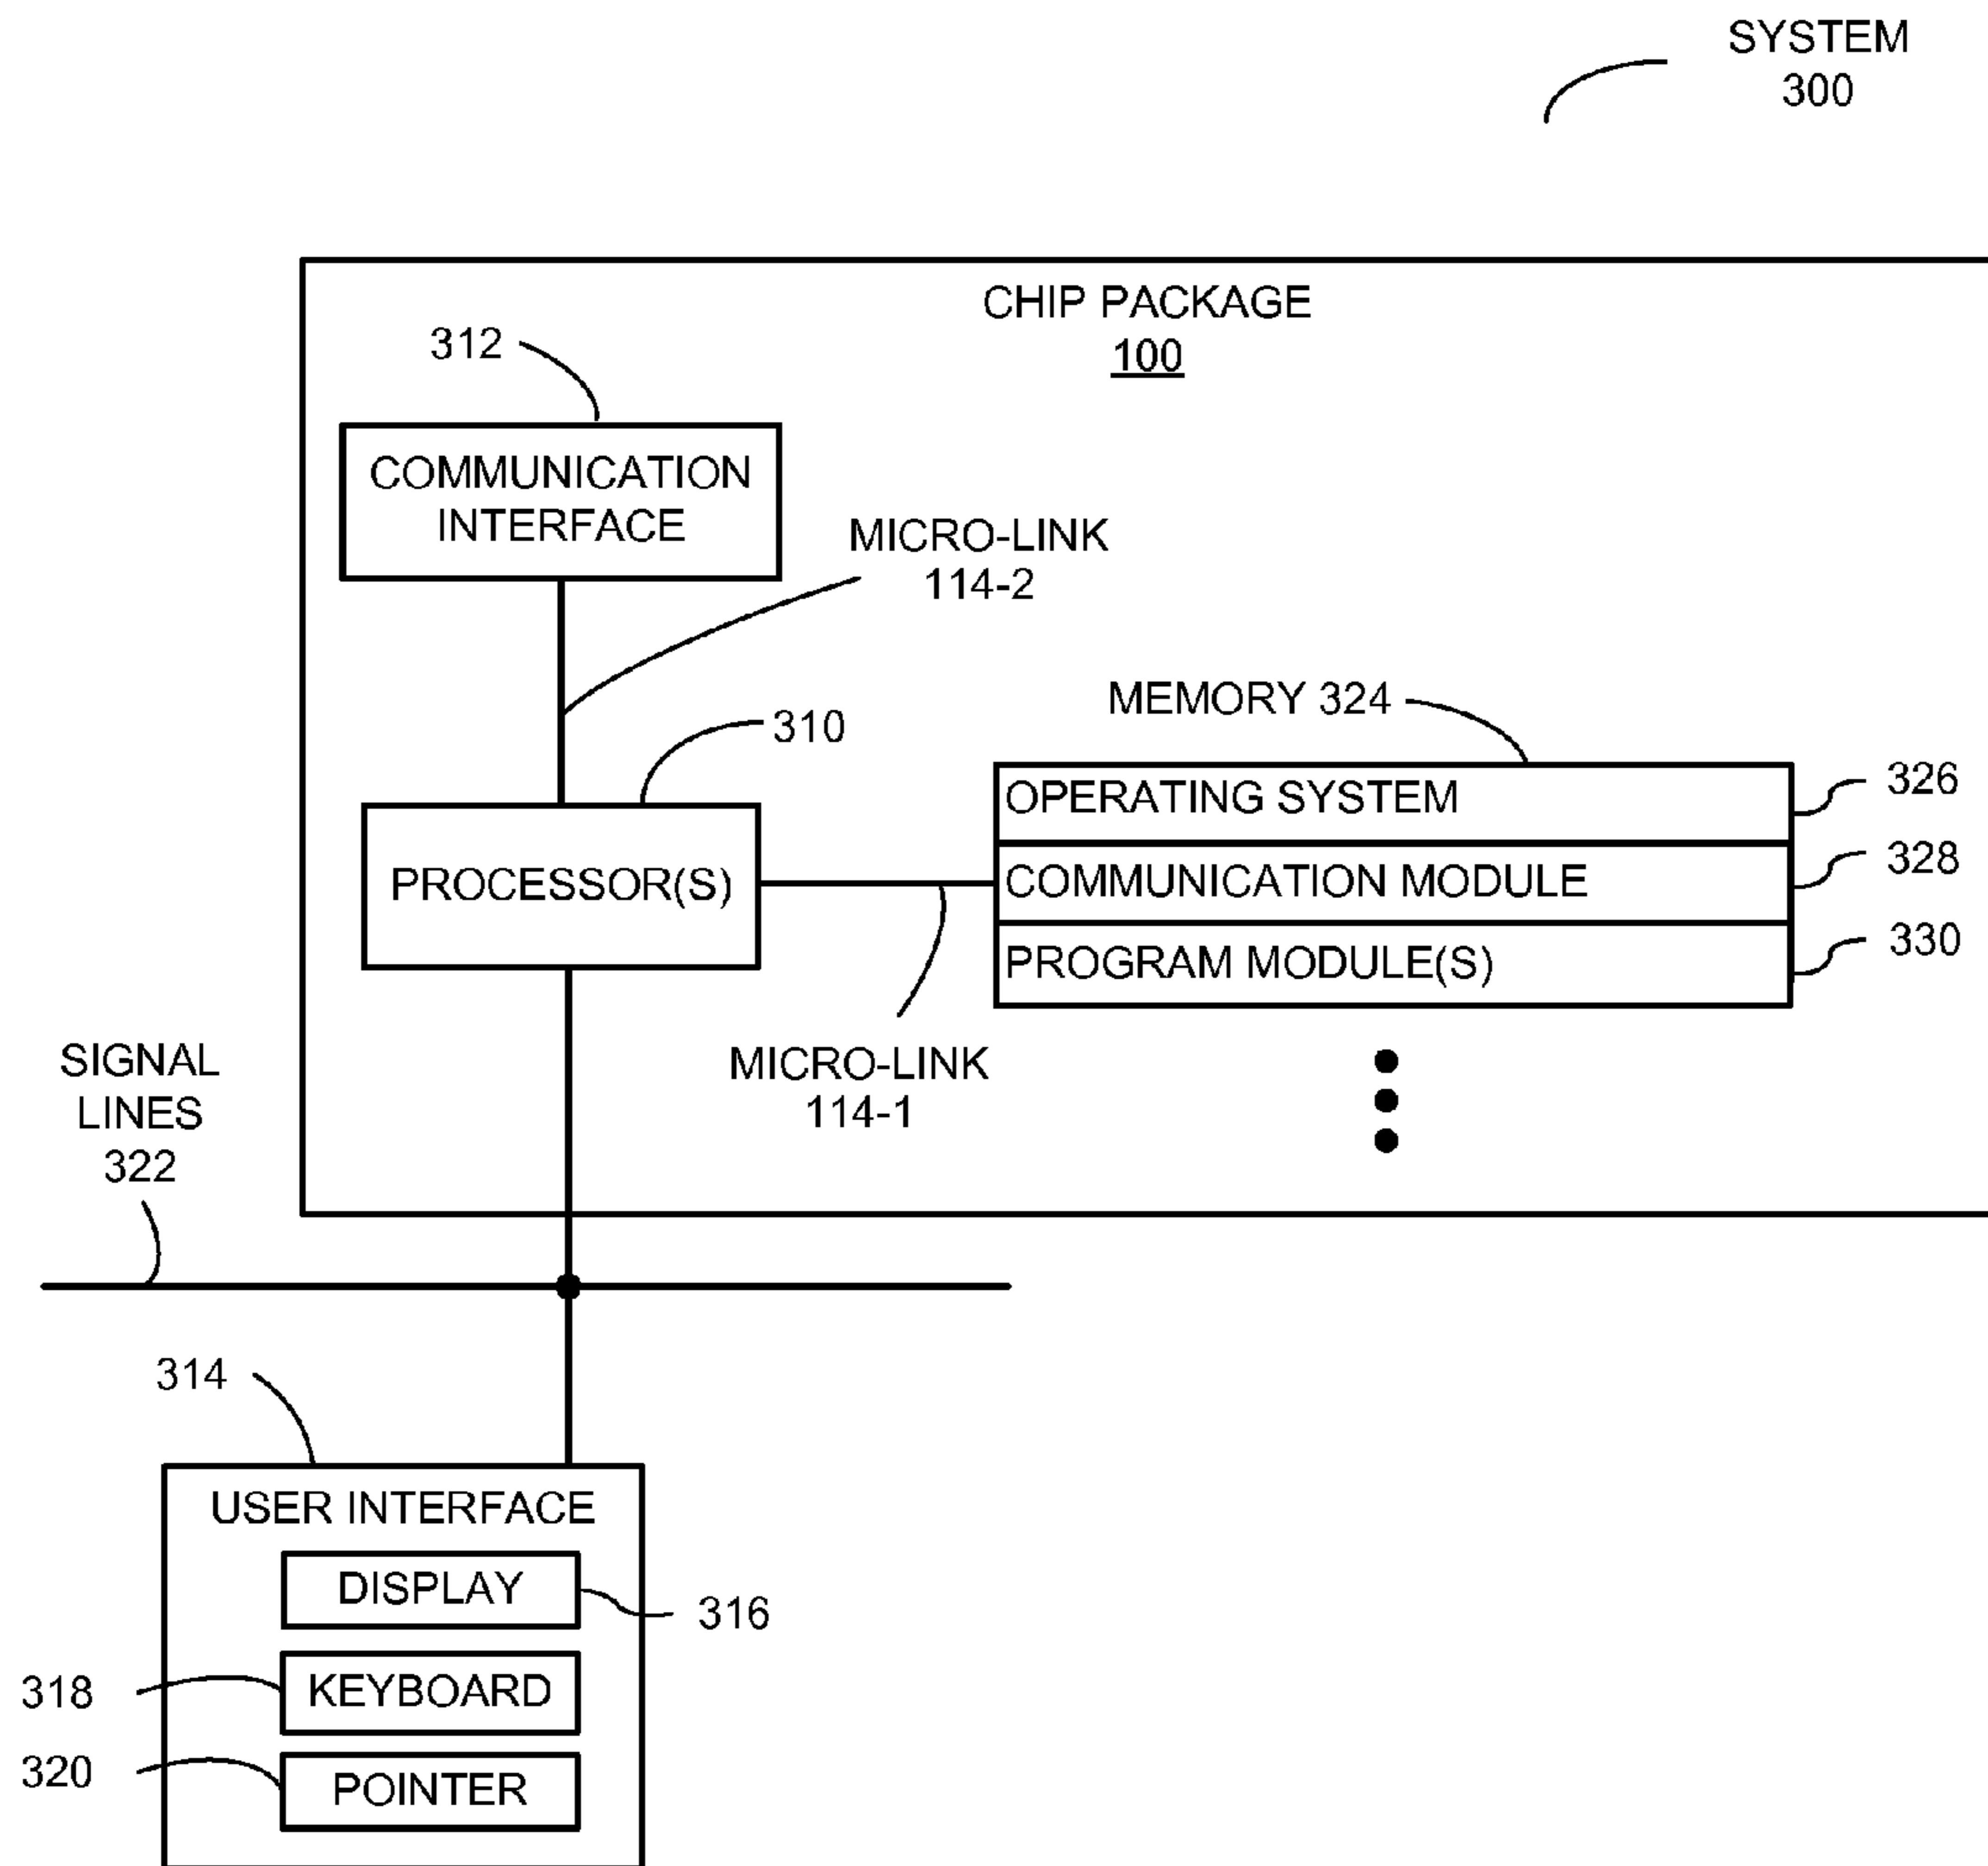 SYSTEM
300
CHIP PACKAGE
100
312
COMMUNICATION
INTERFACE
MICRO-LINK
114-2
310
MEMORY 324
PROCESSOR(S)
OPERATING SYSTEM
326
COMMUNICATION MODULE
328
PROGRAM MODULE(S)
330
MICRO-LINK
114-1
SIGNAL
LINES
322
314
USER INTERFACE
DISPLAY
316
318
KEYBOARD
320
POINTER